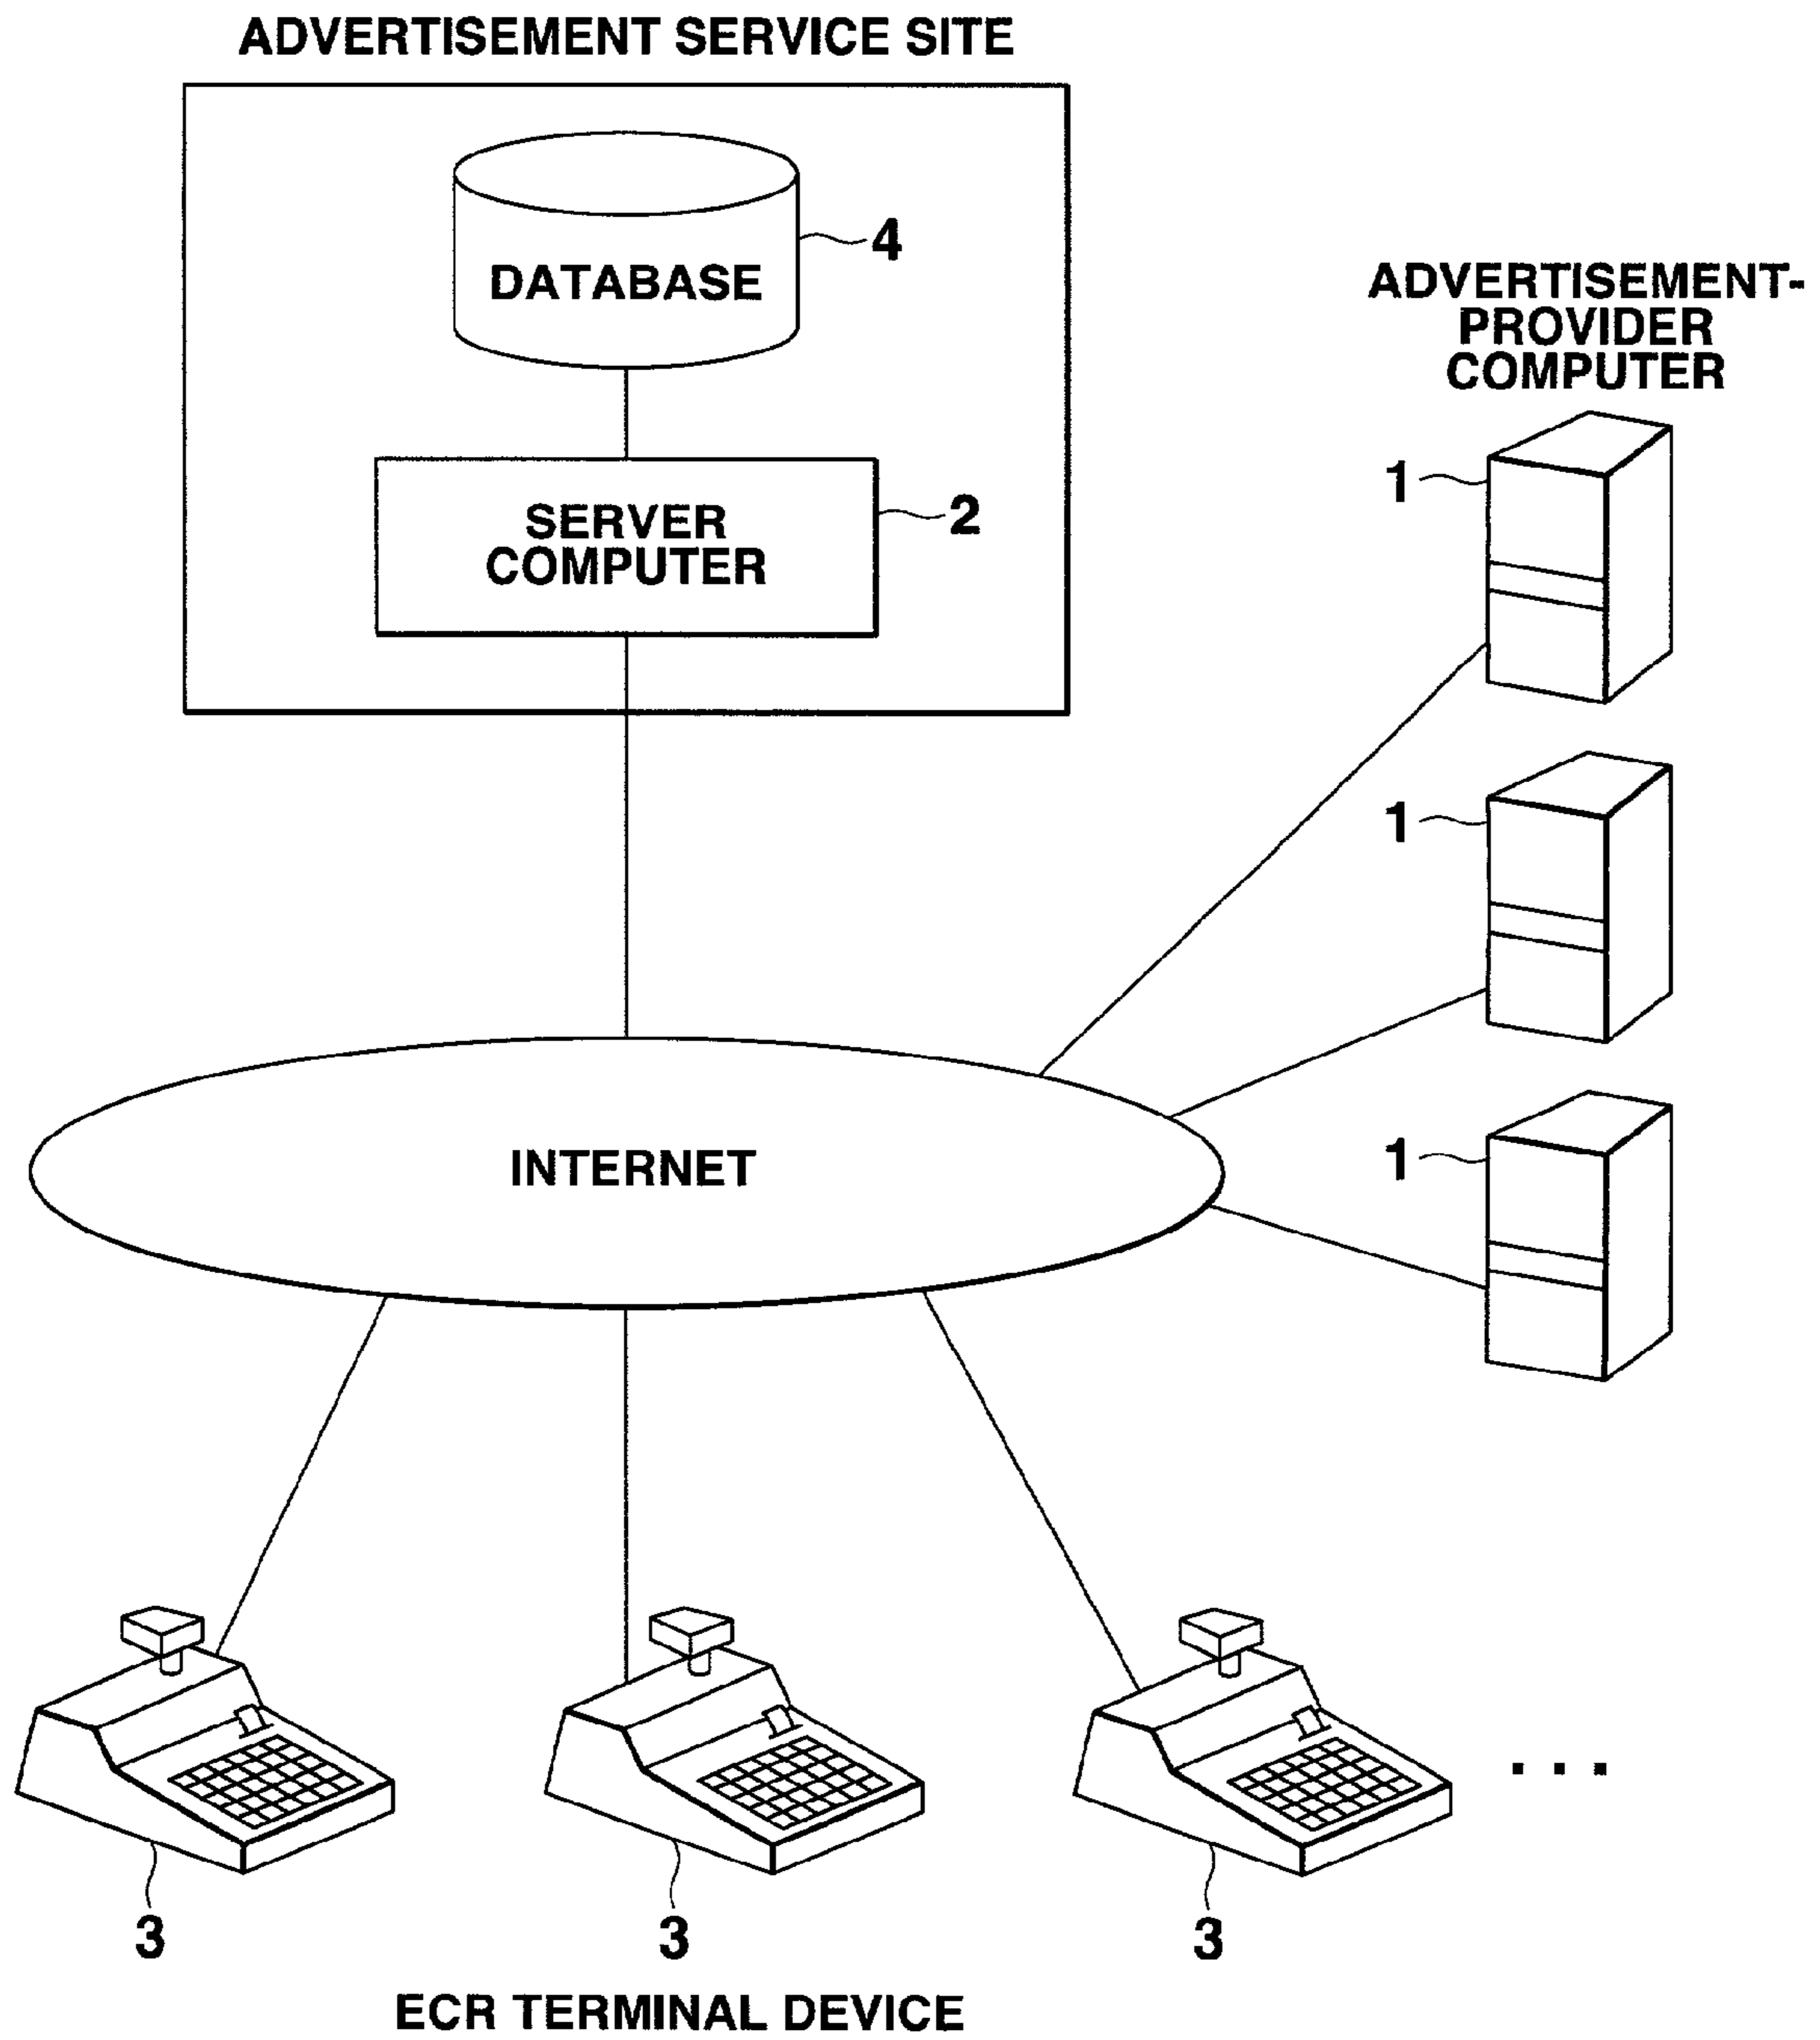 ADVERTISEMENT SERVICE SITE
4
DATABASE
ADVERTISEMENT-
PROVIDER
COMPUTER
1
2
SERVER
COMPUTER
1
1
INTERNET
. . .
3
3
3
ECR TERMINAL DEVICE